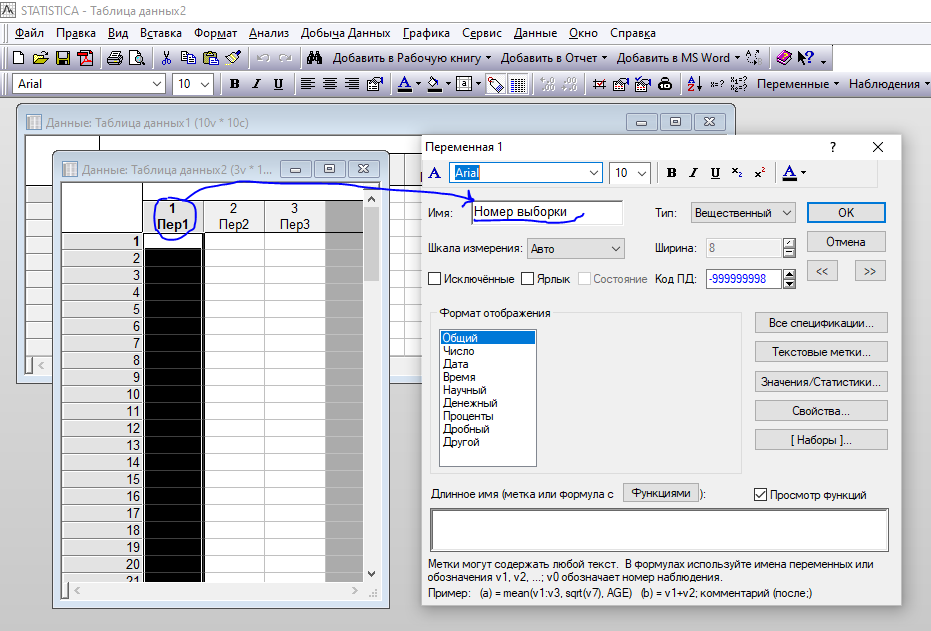 STATISTICA - Таблица данных2
Файл Правка Вид Вставка Формат Анализ Добыча Данных Графика Сервис Данные Окно Справка
Добавить в Рабочую книгу Добавить в Отчет Добавить в MS Word
Arial 10 B I U Переменные Наблюдения
Данные: Таблица данных1 (10v * 10c)
Данные: Таблица данных2 (3v * 1...
1 2 3
Пер1 Пер2 Пер3
1
2
3
4
5
6
7
8
9
10
11
12
13
14
15
16
17
18
19
20
21
Переменная 1
Arial 10 B I U x₂ x² A
Имя: Номер выборки Тип: Вещественный OK
Шкала измерения: Авто Ширина: 8 Отмена
Исключённые Ярлык Состояние Код ПД: -999999998 << >>
Формат отображения
Общий
Число
Дата
Время
Научный
Денежный
Проценты
Дробный
Другой
Все спецификации...
Текстовые метки...
Значения/Статистики...
Свойства...
[ Наборы ]...
Длинное имя (метка или формула с Функциями ): Просмотр функций
Метки могут содержать любой текст. В формулах используйте имена переменных или
обозначения v1, v2, ...; v0 обозначает номер наблюдения.
Пример: (a) = mean(v1:v3, sqrt(v7), AGE) (b) = v1+v2; комментарий (после;)